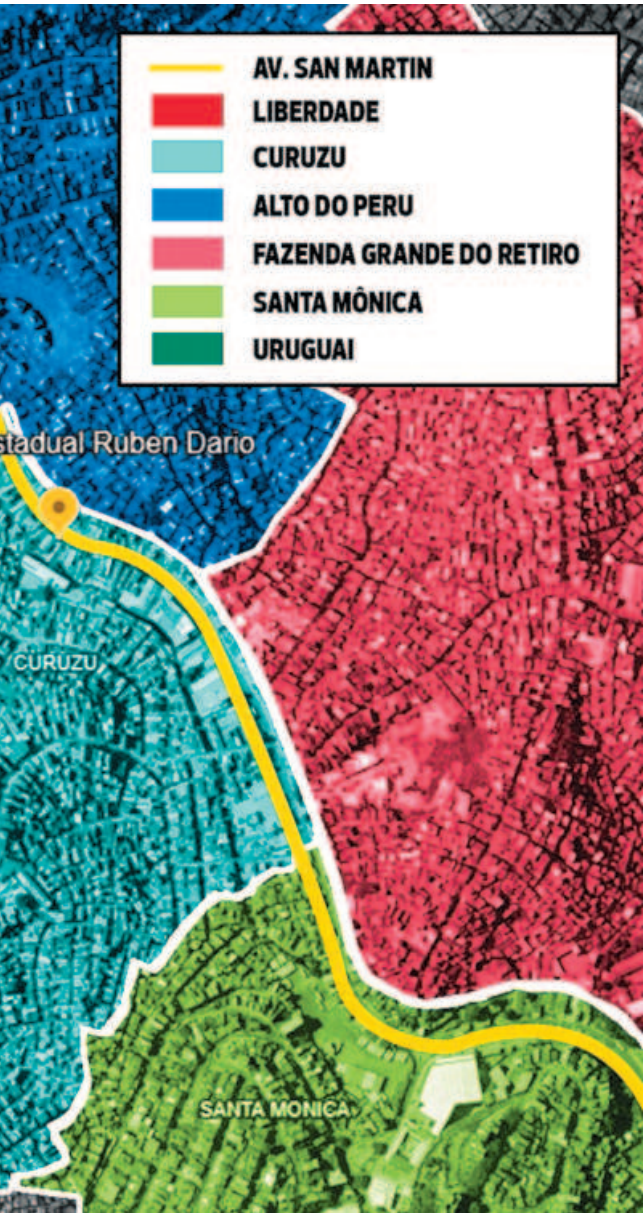 AV. SAN MARTIN
LIBERDADE
CURUZU
ALTO DO PERU
FAZENDA GRANDE DO RETIRO
SANTA MÔNICA
URUGUAI
stadual Ruben Dario
CURUZU
SANTA MONICA